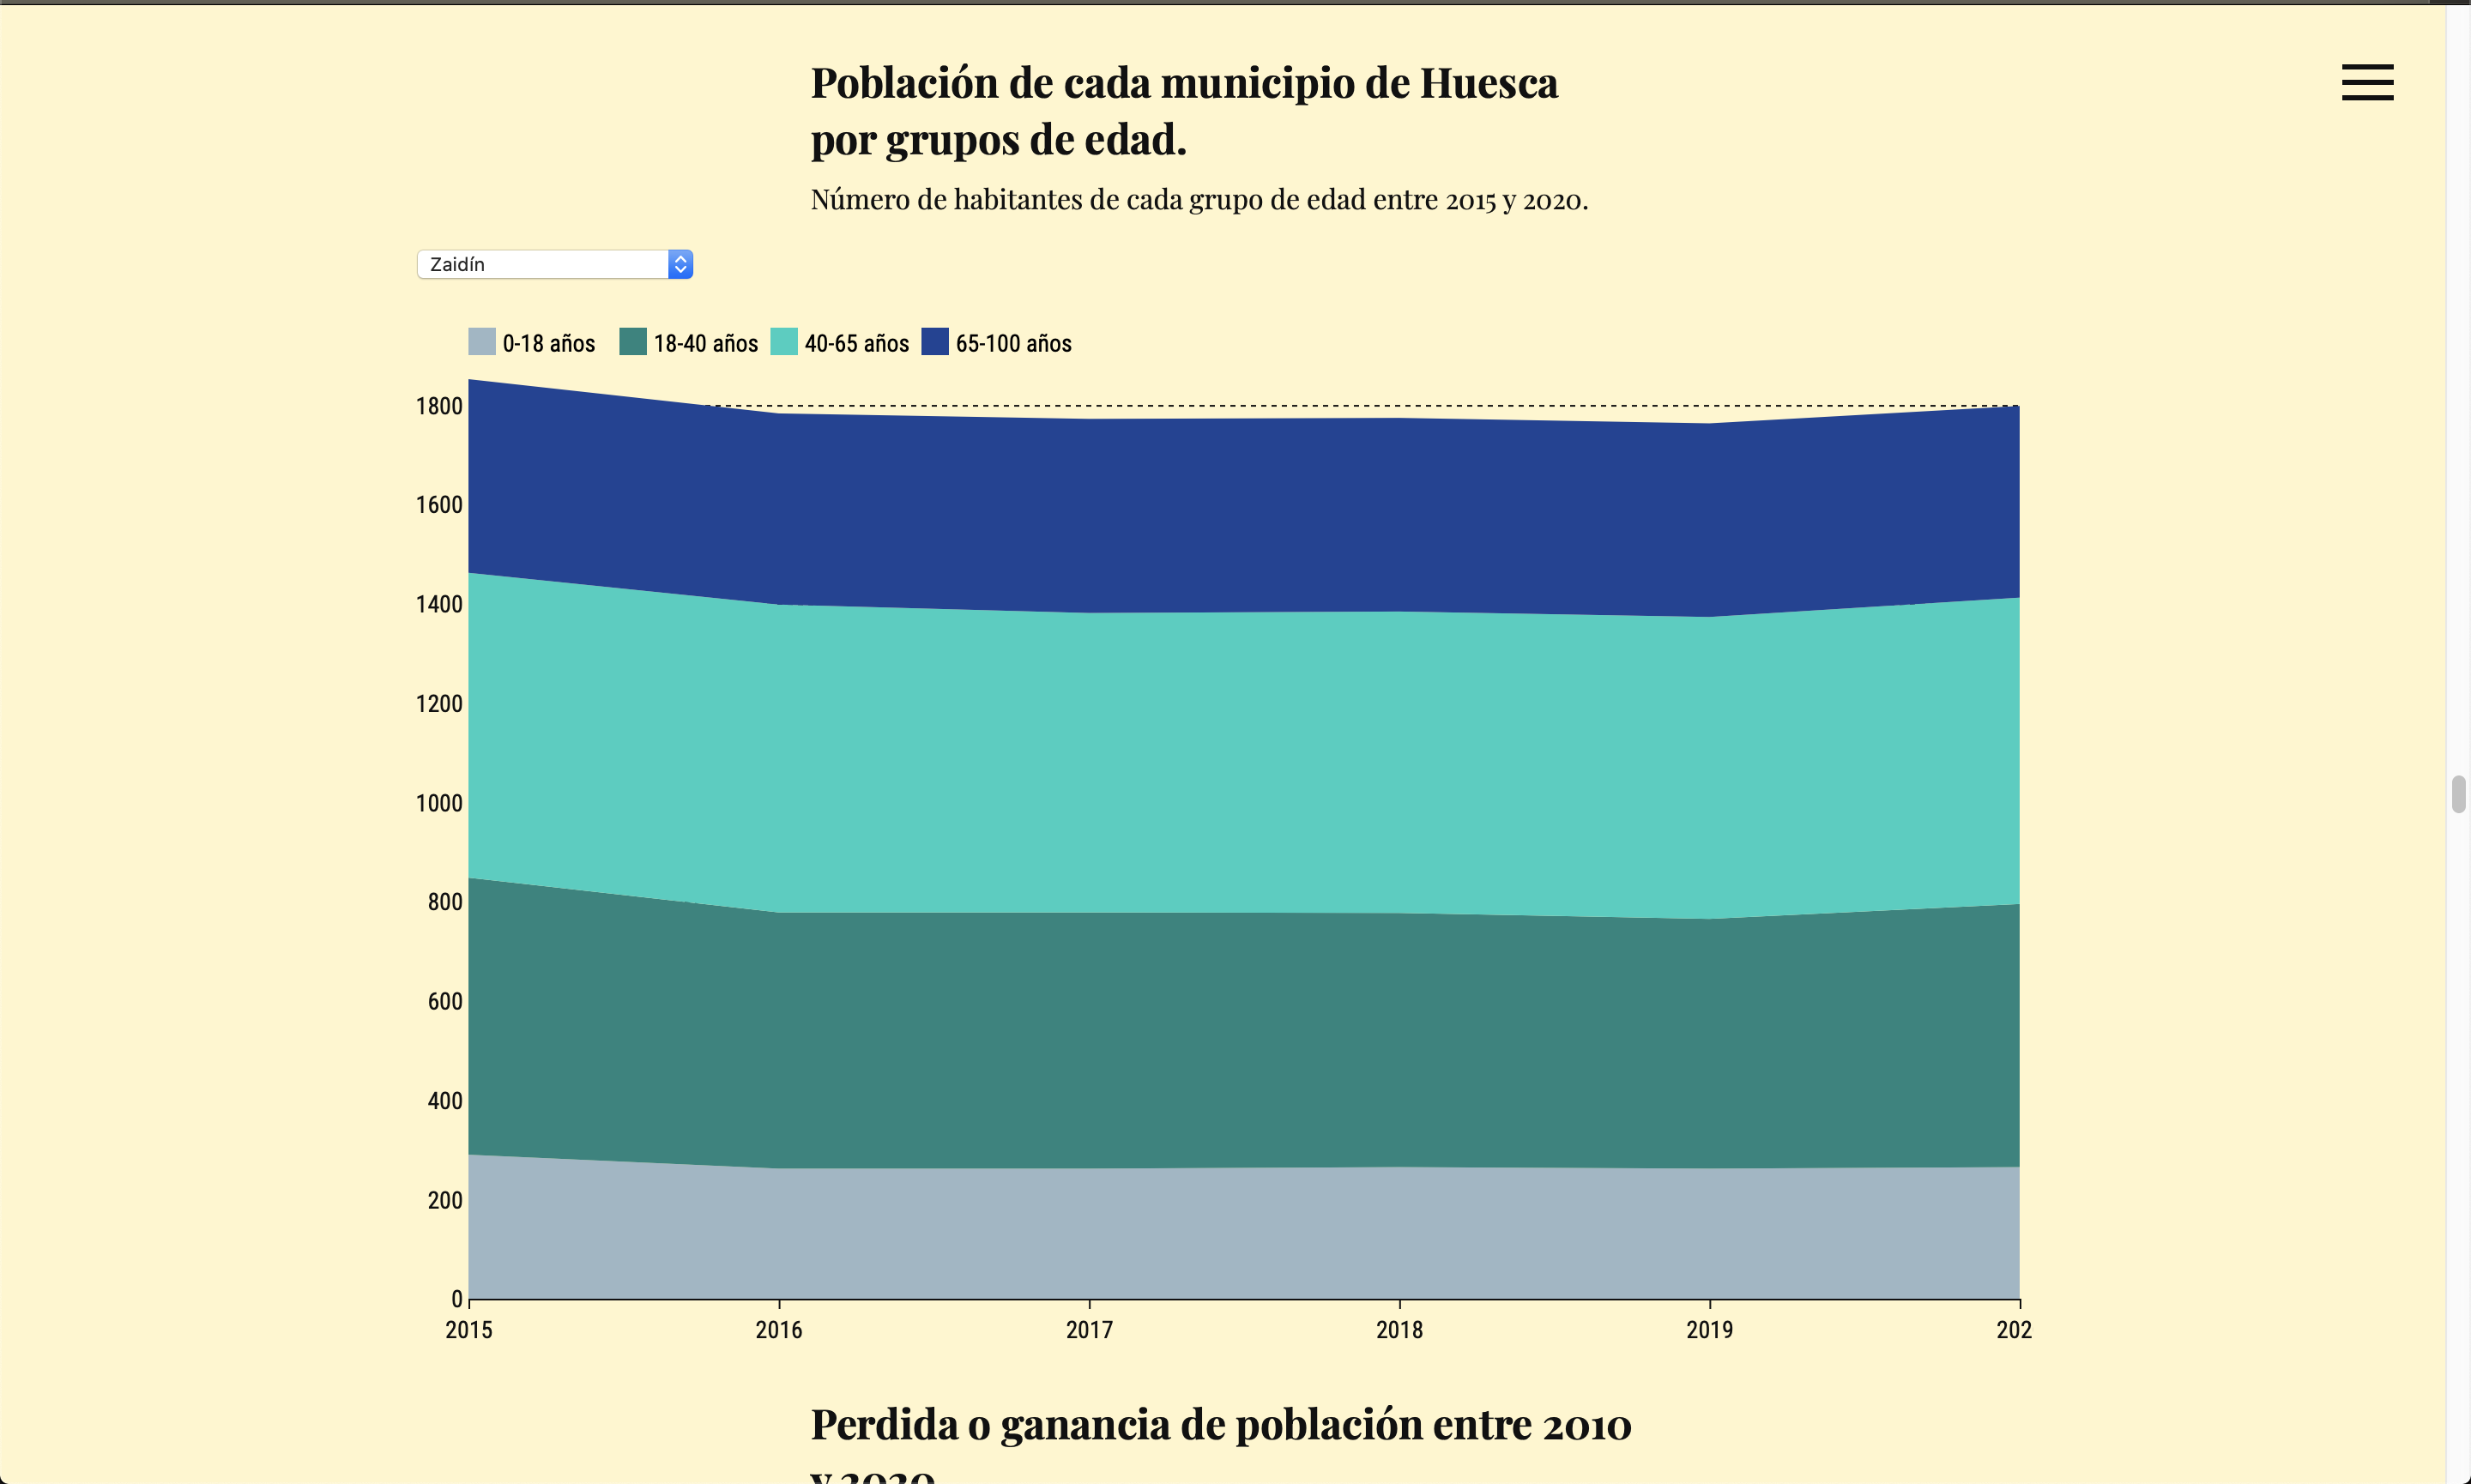 Población de cada municipio de Huesca
por grupos de edad.
Número de habitantes de cada grupo de edad entre 2015 y 2020.
Zaidín
0-18 años 18-40 años 40-65 años 65-100 años
1800
1600
1400
1200
1000
800
600
400
200
0
2015 2016 2017 2018 2019 202
Perdida o ganancia de población entre 2010
y 2020